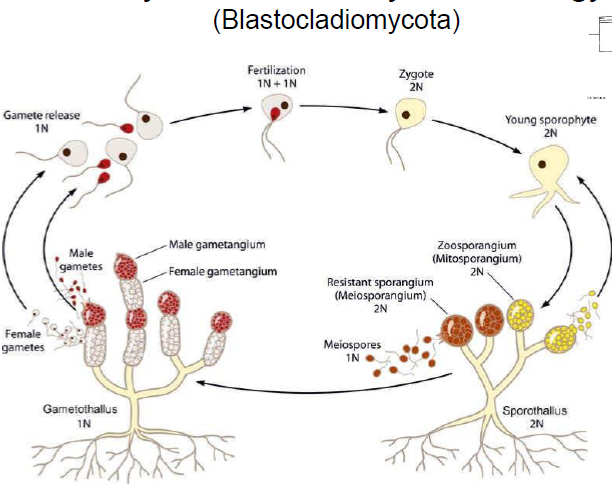 (Blastocladiomycota)
Fertilization
1N + 1N
Zygote
2N
Gamete release
1N
Young sporophyte
2N
Male
gametes
Male gametangium
Female gametangium
Zoosporangium
(Mitosporangium)
2N
Resistant sporangium
(Meiosporangium)
2N
Female
gametes
Meiospores
1N
Gametothallus
1N
Sporothallus
2N